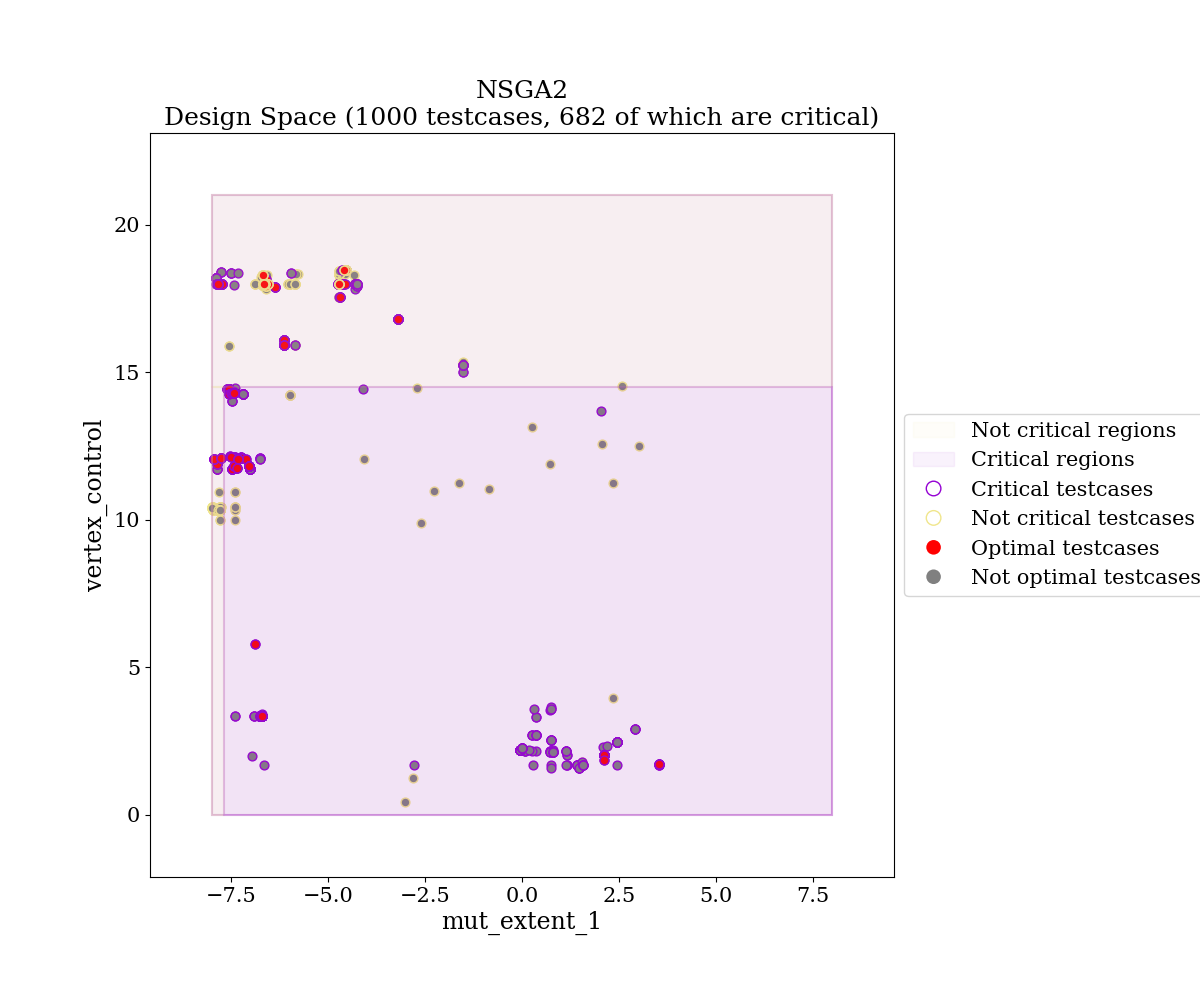 NSGA2
Design Space (1000 testcases, 682 of which are critical)
vertex_control
20
15
10
5
0
−7.5
−5.0
−2.5
0.0
2.5
5.0
7.5
mut_extent_1
Not critical regions
Critical regions
Critical testcases
Not critical testcases
Optimal testcases
Not optimal testcases